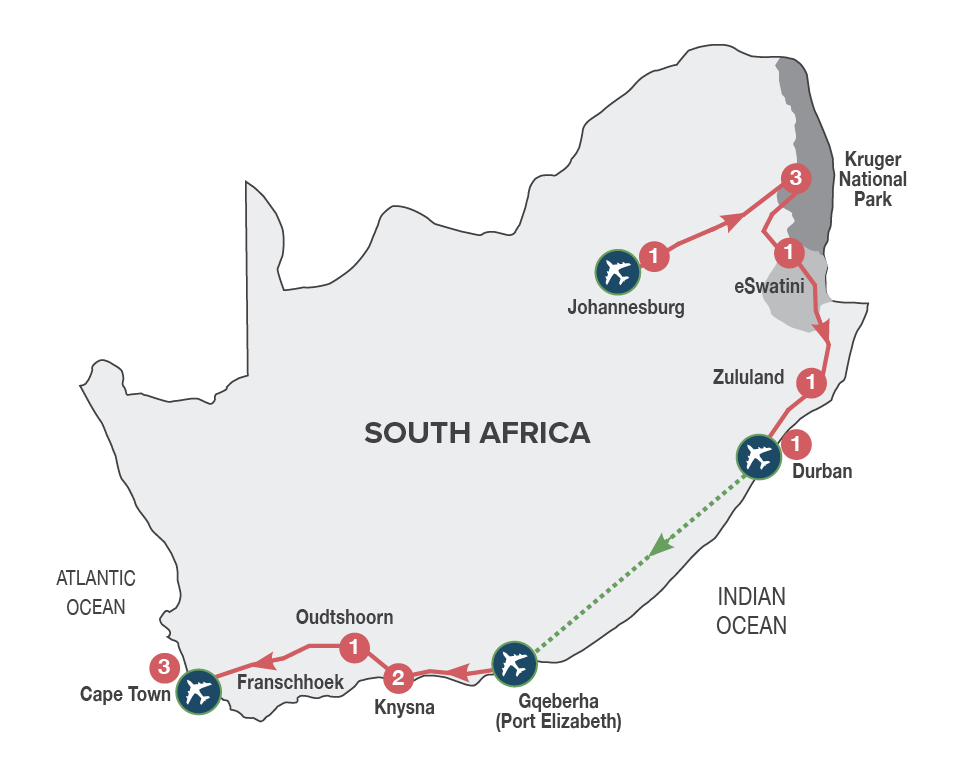 Kruger
National
Park
3
1
Johannesburg
1
eSwatini
Zululand
1
SOUTH AFRICA
1
Durban
ATLANTIC
OCEAN
INDIAN
OCEAN
Oudtshoorn
1
3
Cape Town
Franschhoek
2
Knysna
Gqeberha
(Port Elizabeth)